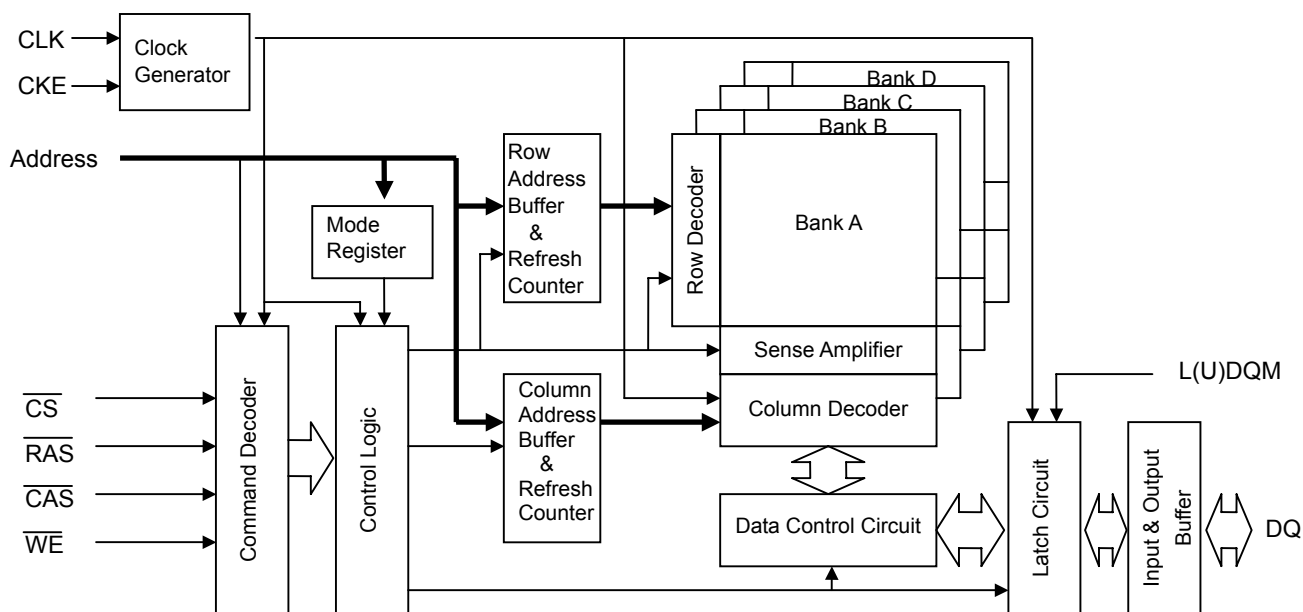 CLK
CKE
Clock
Generator
Address
Mode
Register
Row
Address
Buffer
&
Refresh
Counter
Bank D
Bank C
Bank B
Bank A
Row Decoder
Sense Amplifier
Column Decoder
Column
Address
Buffer
&
Refresh
Counter
CS
RAS
CAS
WE
Command Decoder
Control Logic
Data Control Circuit
L(U)DQM
Latch Circuit
Input & Output
Buffer
DQ